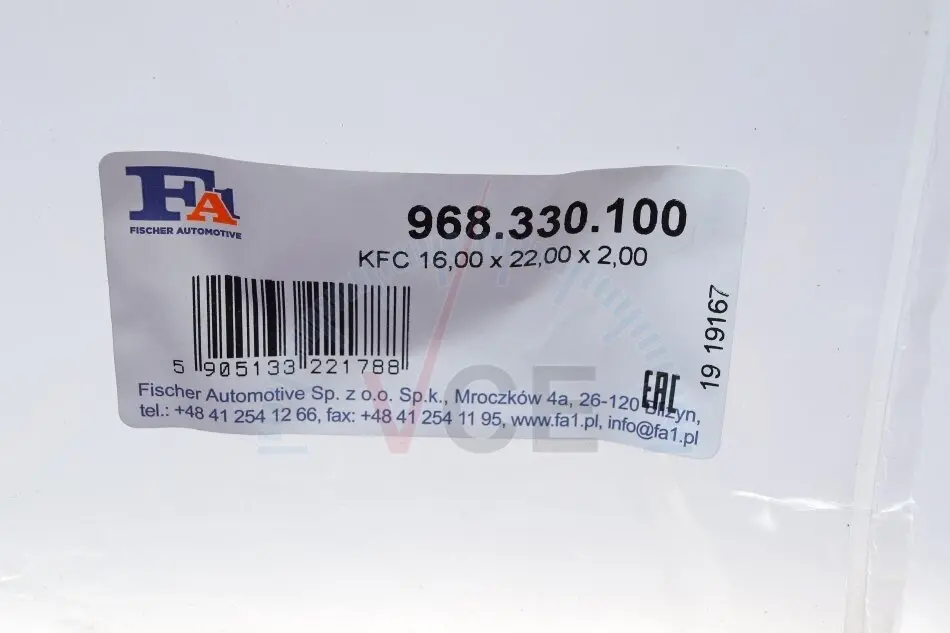 FA1
FISCHER AUTOMOTIVE
968.330.100
KFC 16,00 x 22,00 x 2,00
5 905133 221788
19 19167
EAC
Fischer Automotive Sp. z o.o. Sp.k., Mroczków 4a, 26-120 Bliżyn,
tel.: +48 41 254 12 66, fax: +48 41 254 11 95, www.fa1.pl, info@fa1.pl
VCE